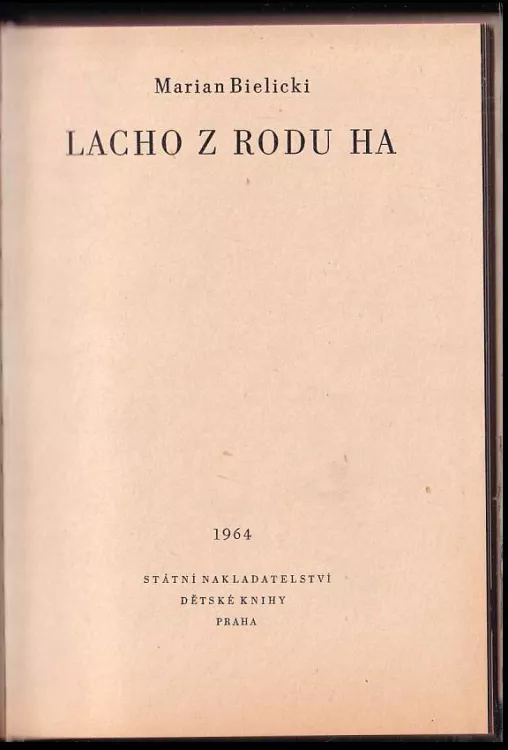 Marian Bielicki
LACHO Z RODU HA
1964
STÁTNÍ NAKLADATELSTVÍ
DĚTSKÉ KNIHY
PRAHA